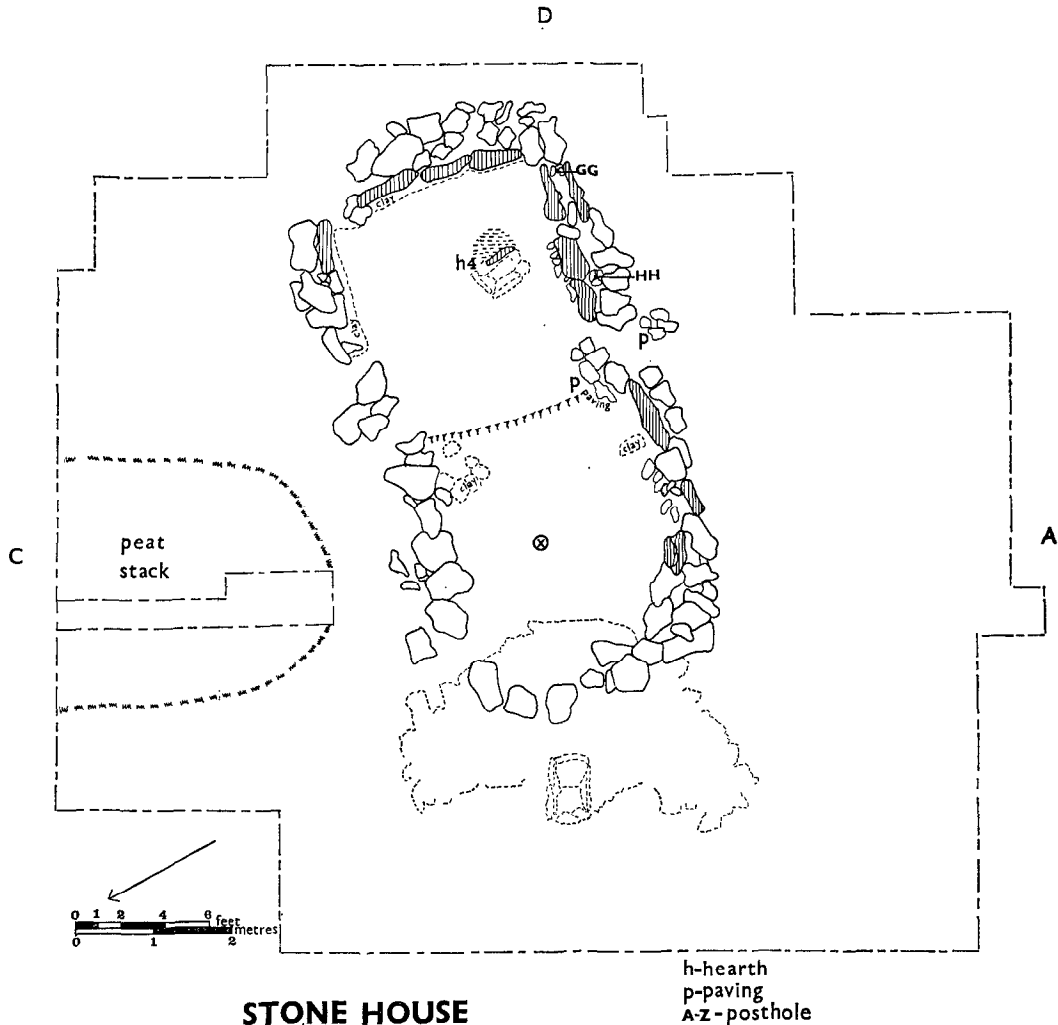 D
GG
clay
h4
HH
clay
p
p paving
clay
clay
peat
stack
C
A
0 1 2 4 6 feet
0 1 2 metres
STONE HOUSE
h-hearth
p-paving
A-Z-posthole